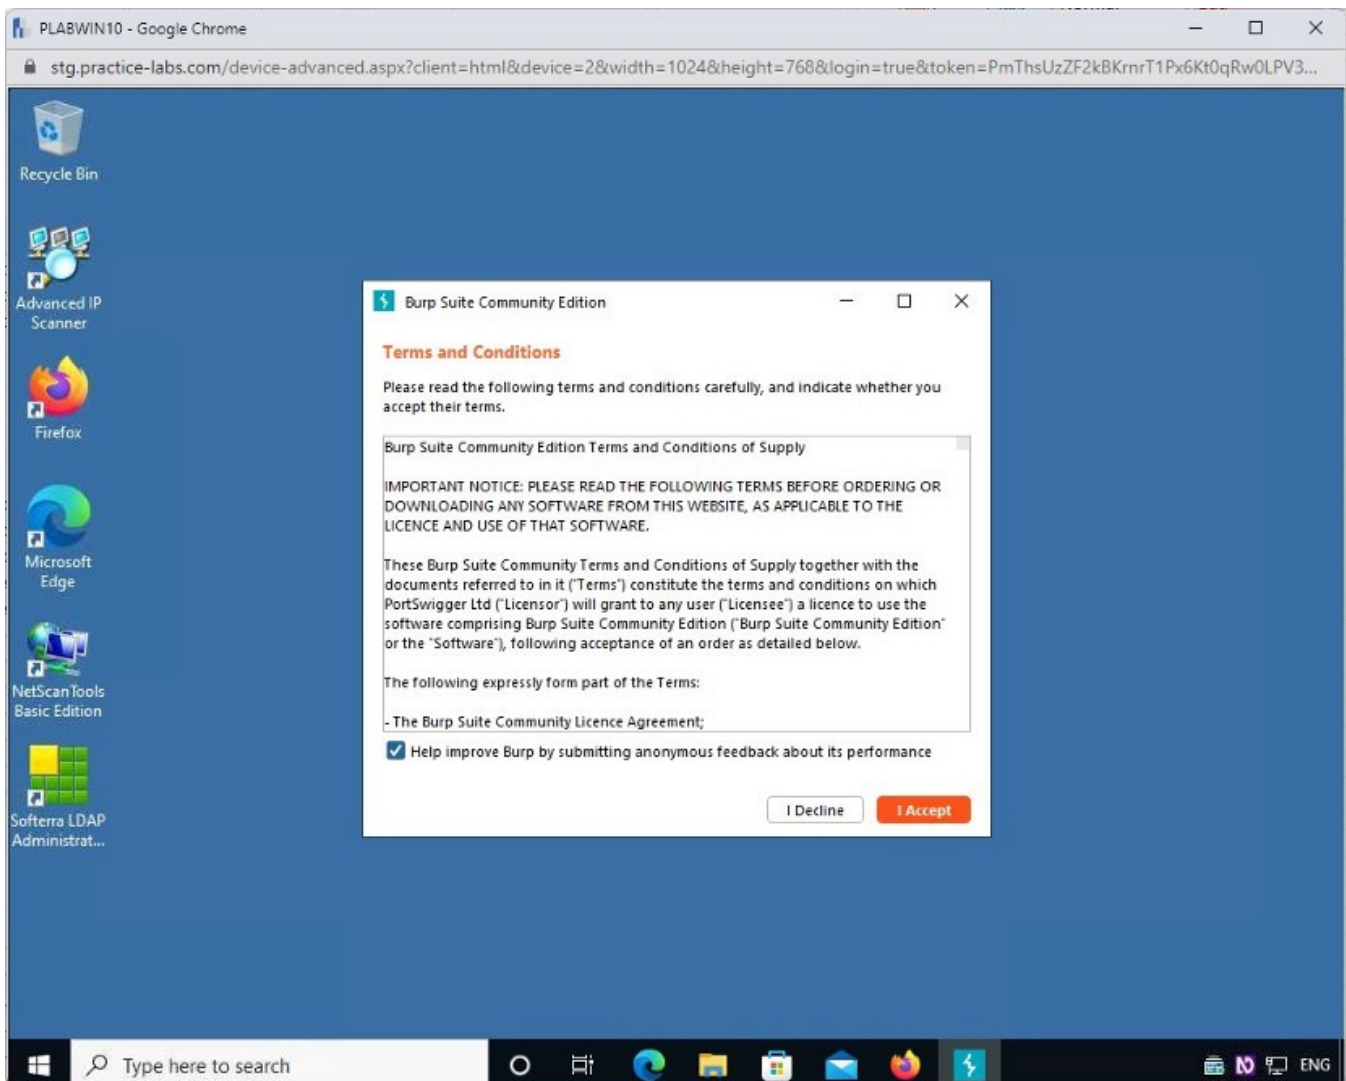 PLABWIN10 - Google Chrome
stg.practice-labs.com/device-advanced.aspx?client=html&device=2&width=1024&height=768&login=true&token=PmThsUzZF2kBKrnrT1Px6Kt0qRw0LPV3...
Recycle Bin
Advanced IP
Scanner
Firefox
Microsoft
Edge
NetScanTools
Basic Edition
Softerra LDAP
Administrat...
Burp Suite Community Edition
Terms and Conditions
Please read the following terms and conditions carefully, and indicate whether you
accept their terms.
Burp Suite Community Edition Terms and Conditions of Supply
IMPORTANT NOTICE: PLEASE READ THE FOLLOWING TERMS BEFORE ORDERING OR
DOWNLOADING ANY SOFTWARE FROM THIS WEBSITE, AS APPLICABLE TO THE
LICENCE AND USE OF THAT SOFTWARE.
These Burp Suite Community Terms and Conditions of Supply together with the
documents referred to in it ("Terms") constitute the terms and conditions on which
PortSwigger Ltd ("Licensor") will grant to any user ("Licensee") a licence to use the
software comprising Burp Suite Community Edition ("Burp Suite Community Edition"
or the "Software"), following acceptance of an order as detailed below.
The following expressly form part of the Terms:
- The Burp Suite Community Licence Agreement;
Help improve Burp by submitting anonymous feedback about its performance
I Decline
I Accept
Type here to search
ENG